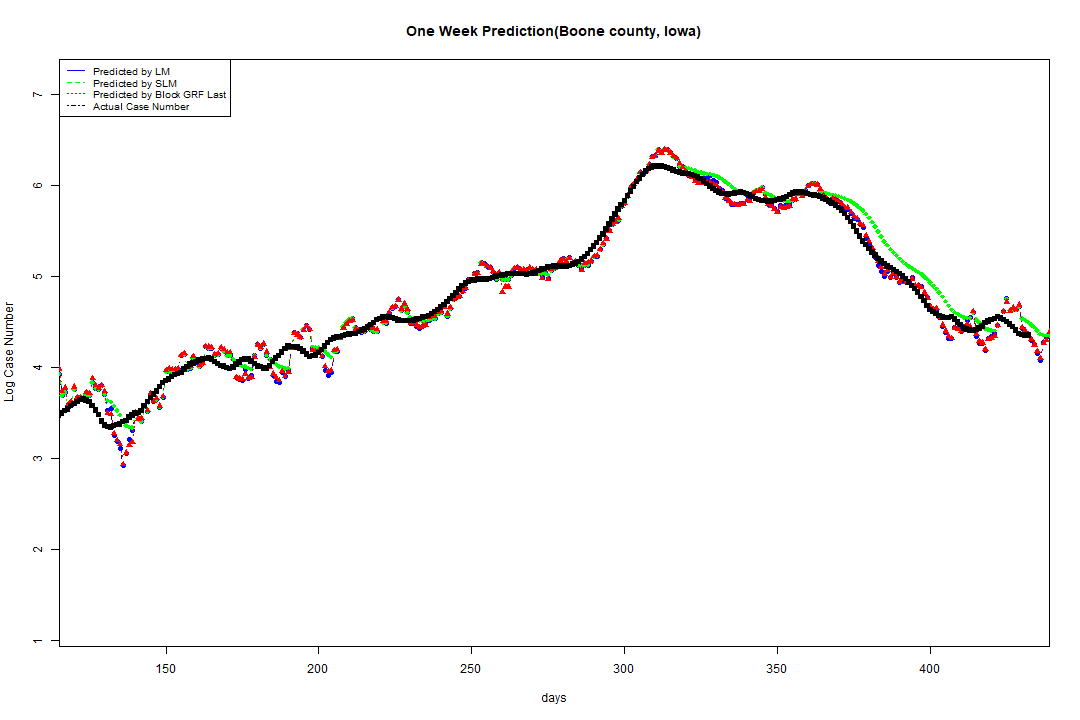 One Week Prediction(Boone county, Iowa)
Predicted by LM
Predicted by SLM
Predicted by Block GRF Last
Actual Case Number
7
6
5
4
3
2
1
Log Case Number
150 200 250 300 350 400
days